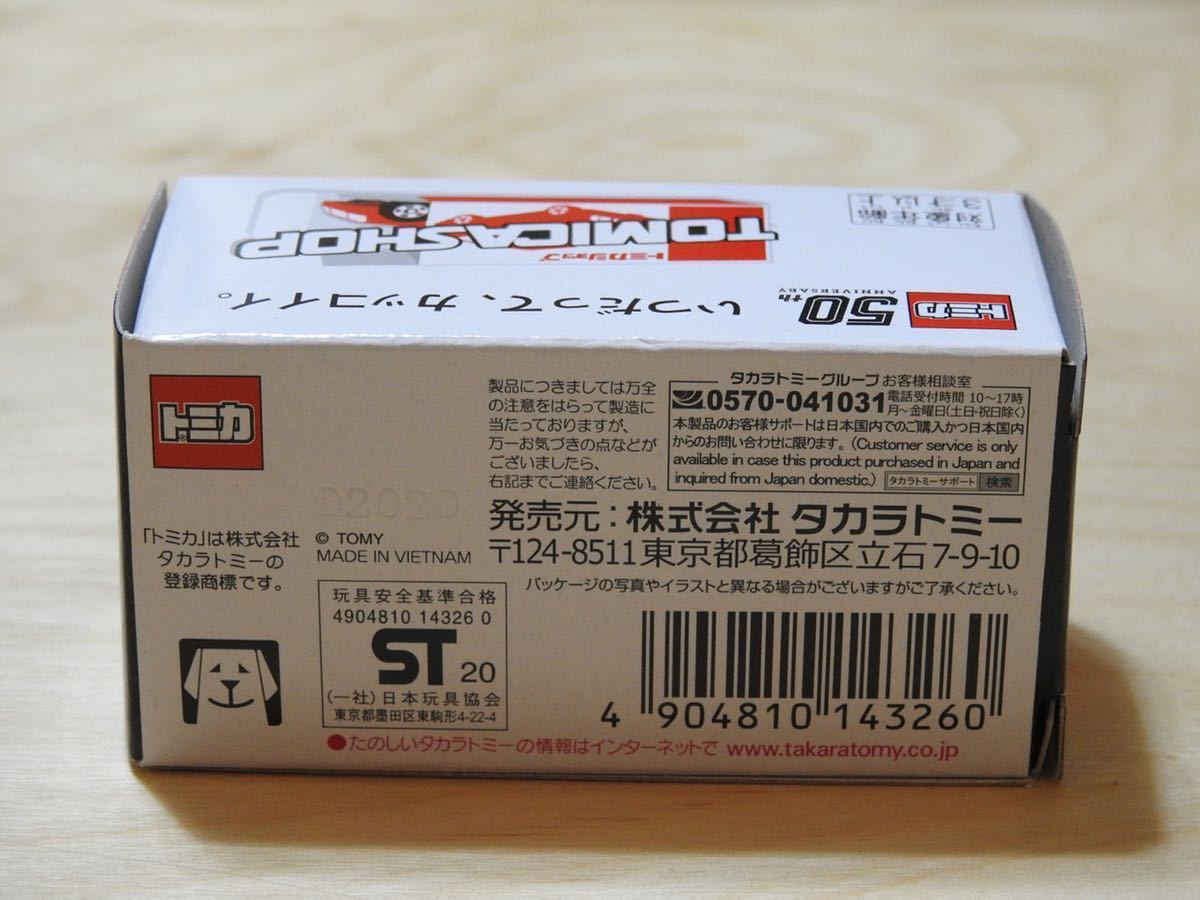 対象年齢
3才以上
トミカショップ
TOMICA SHOP
トミカ
50th
ANNIVERSARY
いつだって、カッコイイ。
トミカ
®
製品につきましては万全
の注意をはらって製造に
当たっておりますが、
万一お気づきの点などが
ございましたら、
右記までご連絡ください。
タカラトミーグループ お客様相談室
0570-041031 電話受付時間 10〜17時
月〜金曜日(土日・祝日除く)
本製品のお客様サポートは日本国内でのご購入かつ日本国内
からのお問い合わせに限ります。(Customer service is only
available in case this product purchased in Japan and
inquired from Japan domestic.) タカラトミーサポート 検索
D2020
発売元：株式会社 タカラトミー
〒124-8511 東京都葛飾区立石7-9-10
パッケージの写真やイラストと異なる場合がございますがご了承ください。
「トミカ」は株式会社
タカラトミーの
登録商標です。
© TOMY
MADE IN VIETNAM
玩具安全基準合格
4904810 14326 0
ST 20
(一社)日本玩具協会
東京都墨田区東駒形4-22-4
4 904810 143260
●たのしいタカラトミーの情報はインターネットで www.takaratomy.co.jp